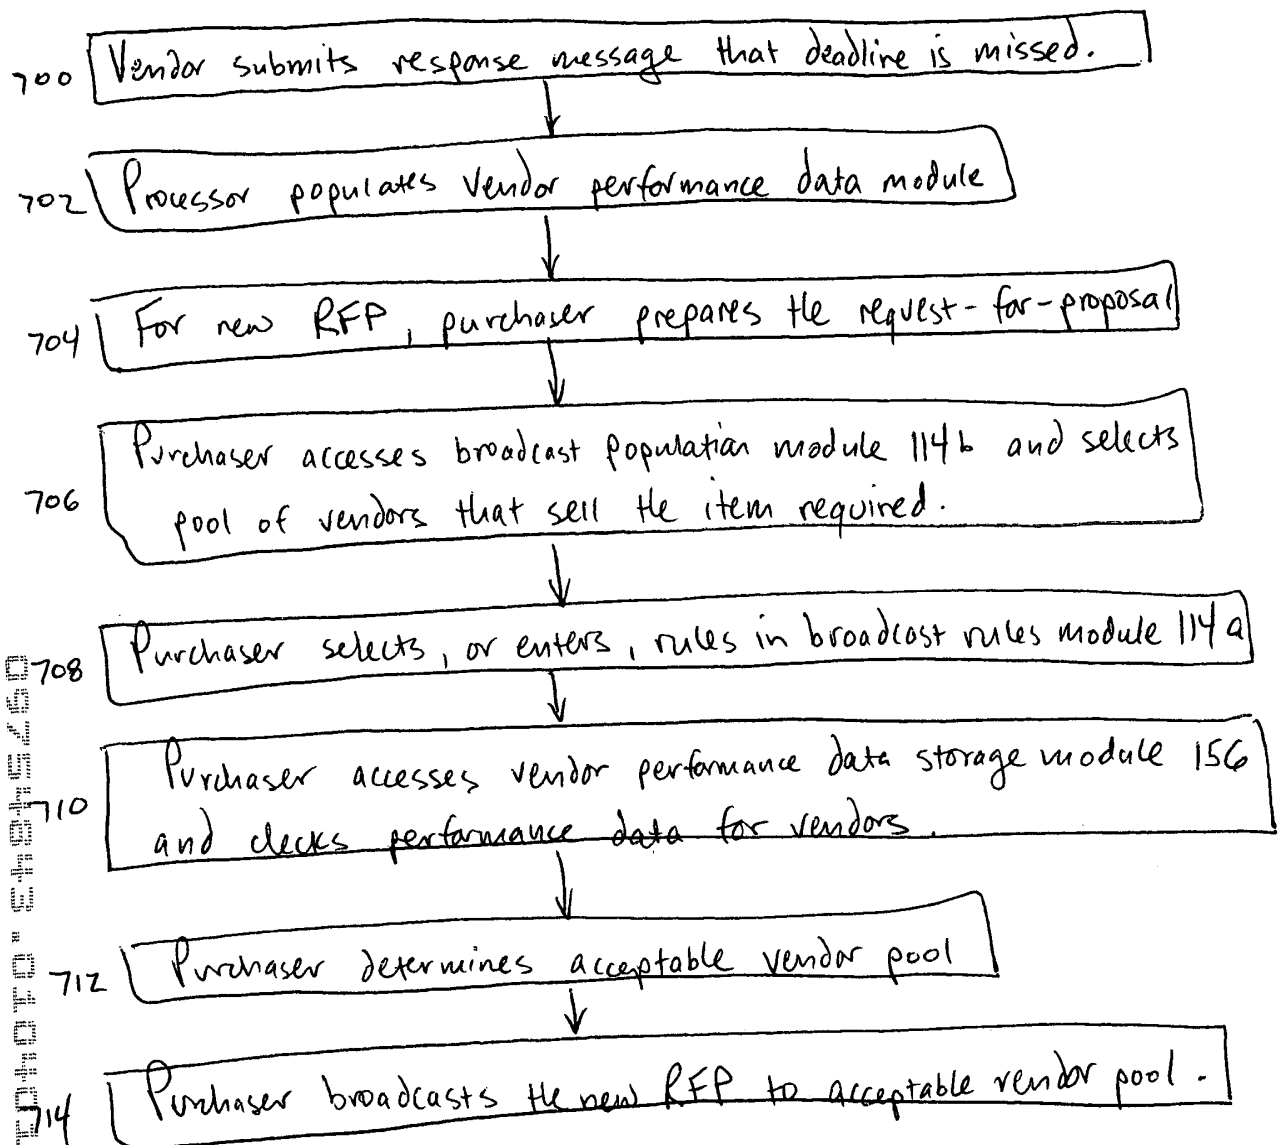 700 Vendor submits response message that deadline is missed.
702 Processor populates vendor performance data module
704 For new RFP, purchaser prepares the request-for-proposal
Purchaser accesses broadcast population module 114b and selects
706 pool of vendors that sell the item required.
708 Purchaser selects, or enters, rules in broadcast rules module 114a
Purchaser accesses vendor performance data storage module 156
710 and checks performance data for vendors.
712 Purchaser determines acceptable vendor pool
714 Purchaser broadcasts the new RFP to acceptable vendor pool.